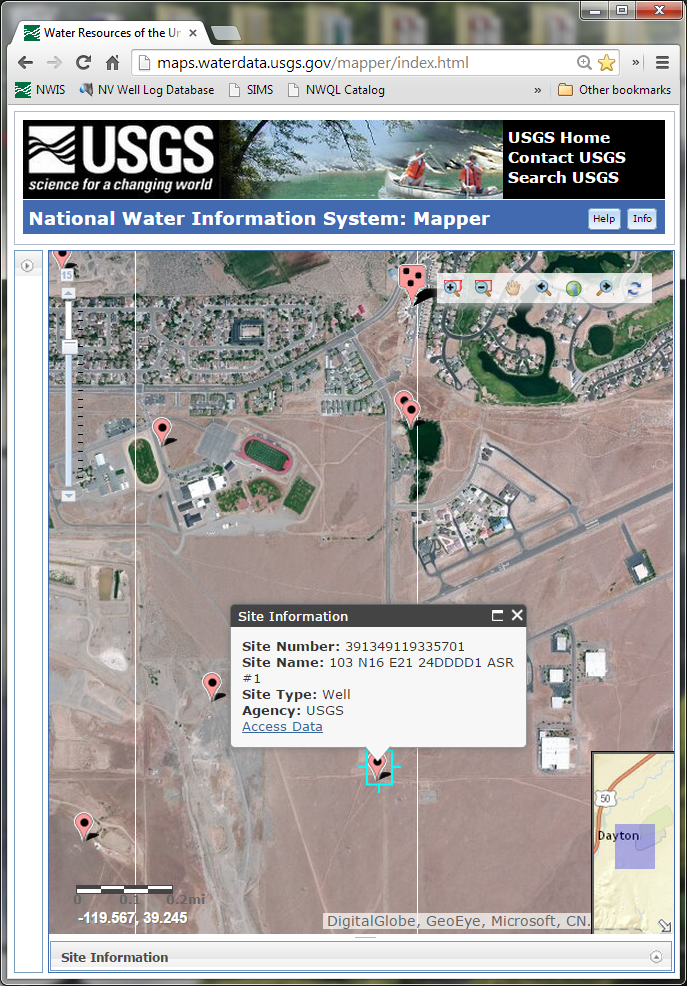 Water Resources of the Un
maps.waterdata.usgs.gov/mapper/index.html
NWIS NV Well Log Database SIMS NWQL Catalog » Other bookmarks
USGS
science for a changing world
USGS Home
Contact USGS
Search USGS
National Water Information System: Mapper
Help Info
15
Site Information
Site Number: 391349119335701
Site Name: 103 N16 E21 24DDDD1 ASR
#1
Site Type: Well
Agency: USGS
Access Data
50
Dayton
0 0.1 0.2mi
-119.567, 39.245
DigitalGlobe, GeoEye, Microsoft, CN.
Site Information